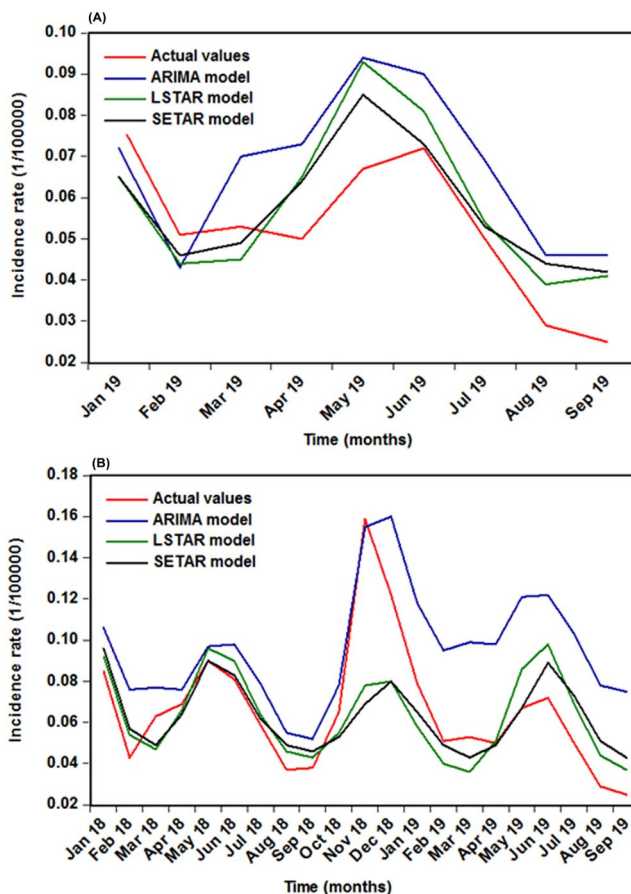 (A)
0.10
0.09
0.08
0.07
0.06
0.05
0.04
0.03
0.02
Incidence rate (1/100000)
Actual values
ARIMA model
LSTAR model
SETAR model
Jan 19
Feb 19
Mar 19
Apr 19
May 19
Jun 19
Jul 19
Aug 19
Sep 19
Time (months)
(B)
0.18
0.16
0.14
0.12
0.10
0.08
0.06
0.04
0.02
Incidence rate (1/100000)
Actual values
ARIMA model
LSTAR model
SETAR model
Jan 18
Feb 18
Mar 18
Apr 18
May 18
Jun 18
Jul 18
Aug 18
Sep 18
Oct 18
Nov 18
Dec 18
Jan 19
Feb 19
Mar 19
Apr 19
May 19
Jun 19
Jul 19
Aug 19
Sep 19
Time (months)